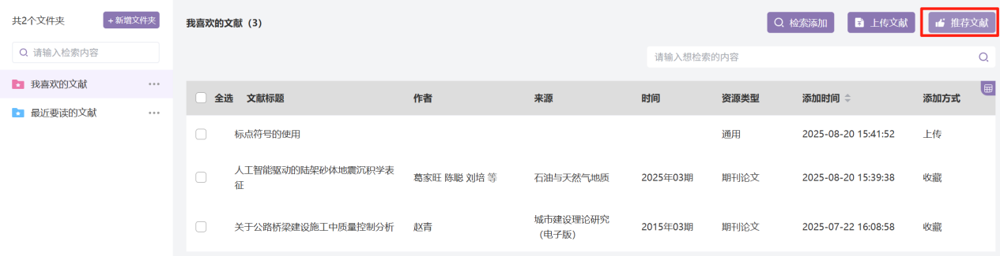 共2个文件夹
+新增文件夹
请输入检索内容
我喜欢的文献
最近要读的文献
我喜欢的文献（3）
检索添加
上传文献
推荐文献
请输入想检索的内容
全选 文献标题 作者 来源 时间 资源类型 添加时间 添加方式
标点符号的使用 通用 2025-08-20 15:41:52 上传
人工智能驱动的陆架砂体地震沉积学表
征
葛家旺 陈聪 刘培 等 石油与天然气地质 2025年03期 期刊论文 2025-08-20 15:39:38 收藏
关于公路桥梁建设施工中质量控制分析 赵青
城市建设理论研究
（电子版）
2015年03期 期刊论文 2025-07-22 16:08:58 收藏